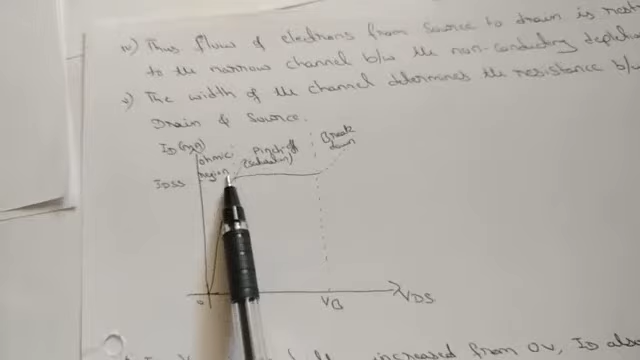 iv) Thus flow of electrons from source to drain is
to the narrow channel b/w the non-conducting
v) The width of the channel determines the resistance b/w
Drain & Source.
ID(mA)
ohmic
region
Pinch off
(saturation)
Break
down
IDSS
0
VB
VDS
increased from 0V, ID also